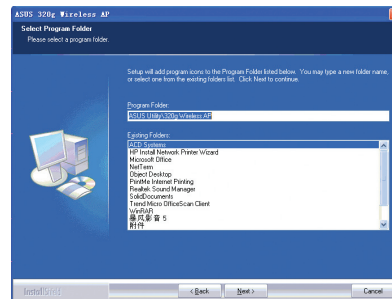 ASUS 320g Wireless AP
Select Program Folder
Please select a program folder.
Setup will add program icons to the Program Folder listed below. You may type a new folder name,
or select one from the existing folders list. Click Next to continue.
Program Folder:
ASUS Utility\320g Wireless AP
Existing Folders:
ACD Systems
HP Install Network Printer Wizard
Microsoft Office
NetTerm
Object Desktop
PrintMe Internet Printing
Realtek Sound Manager
SolidDocuments
Trend Micro OfficeScan Client
WinRAR
暴风影音 5
附件
InstallShield
< Back
Next >
Cancel